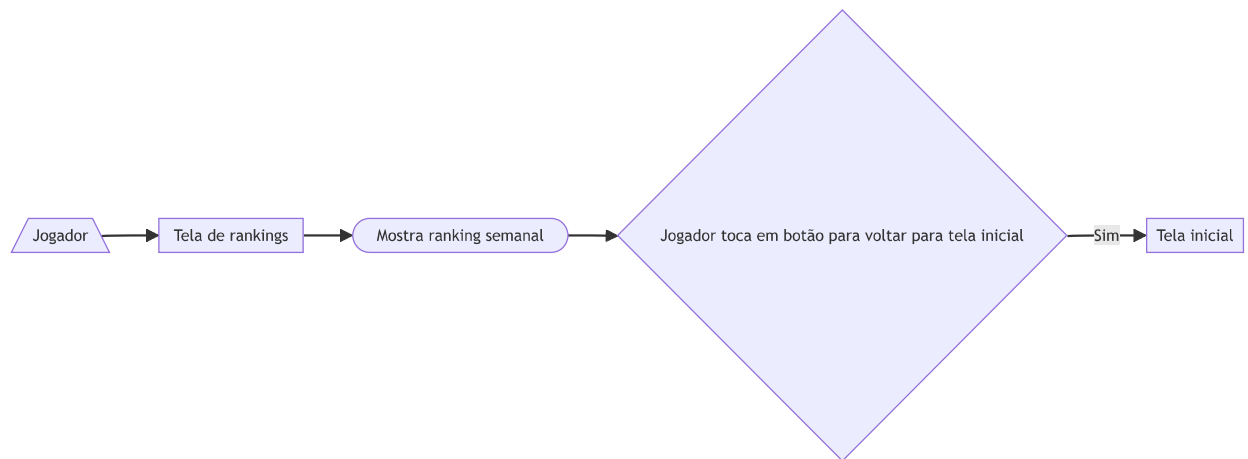 Jogador
Tela de rankings
Mostra ranking semanal
Jogador toca em botão para voltar para tela inicial
Sim
Tela inicial